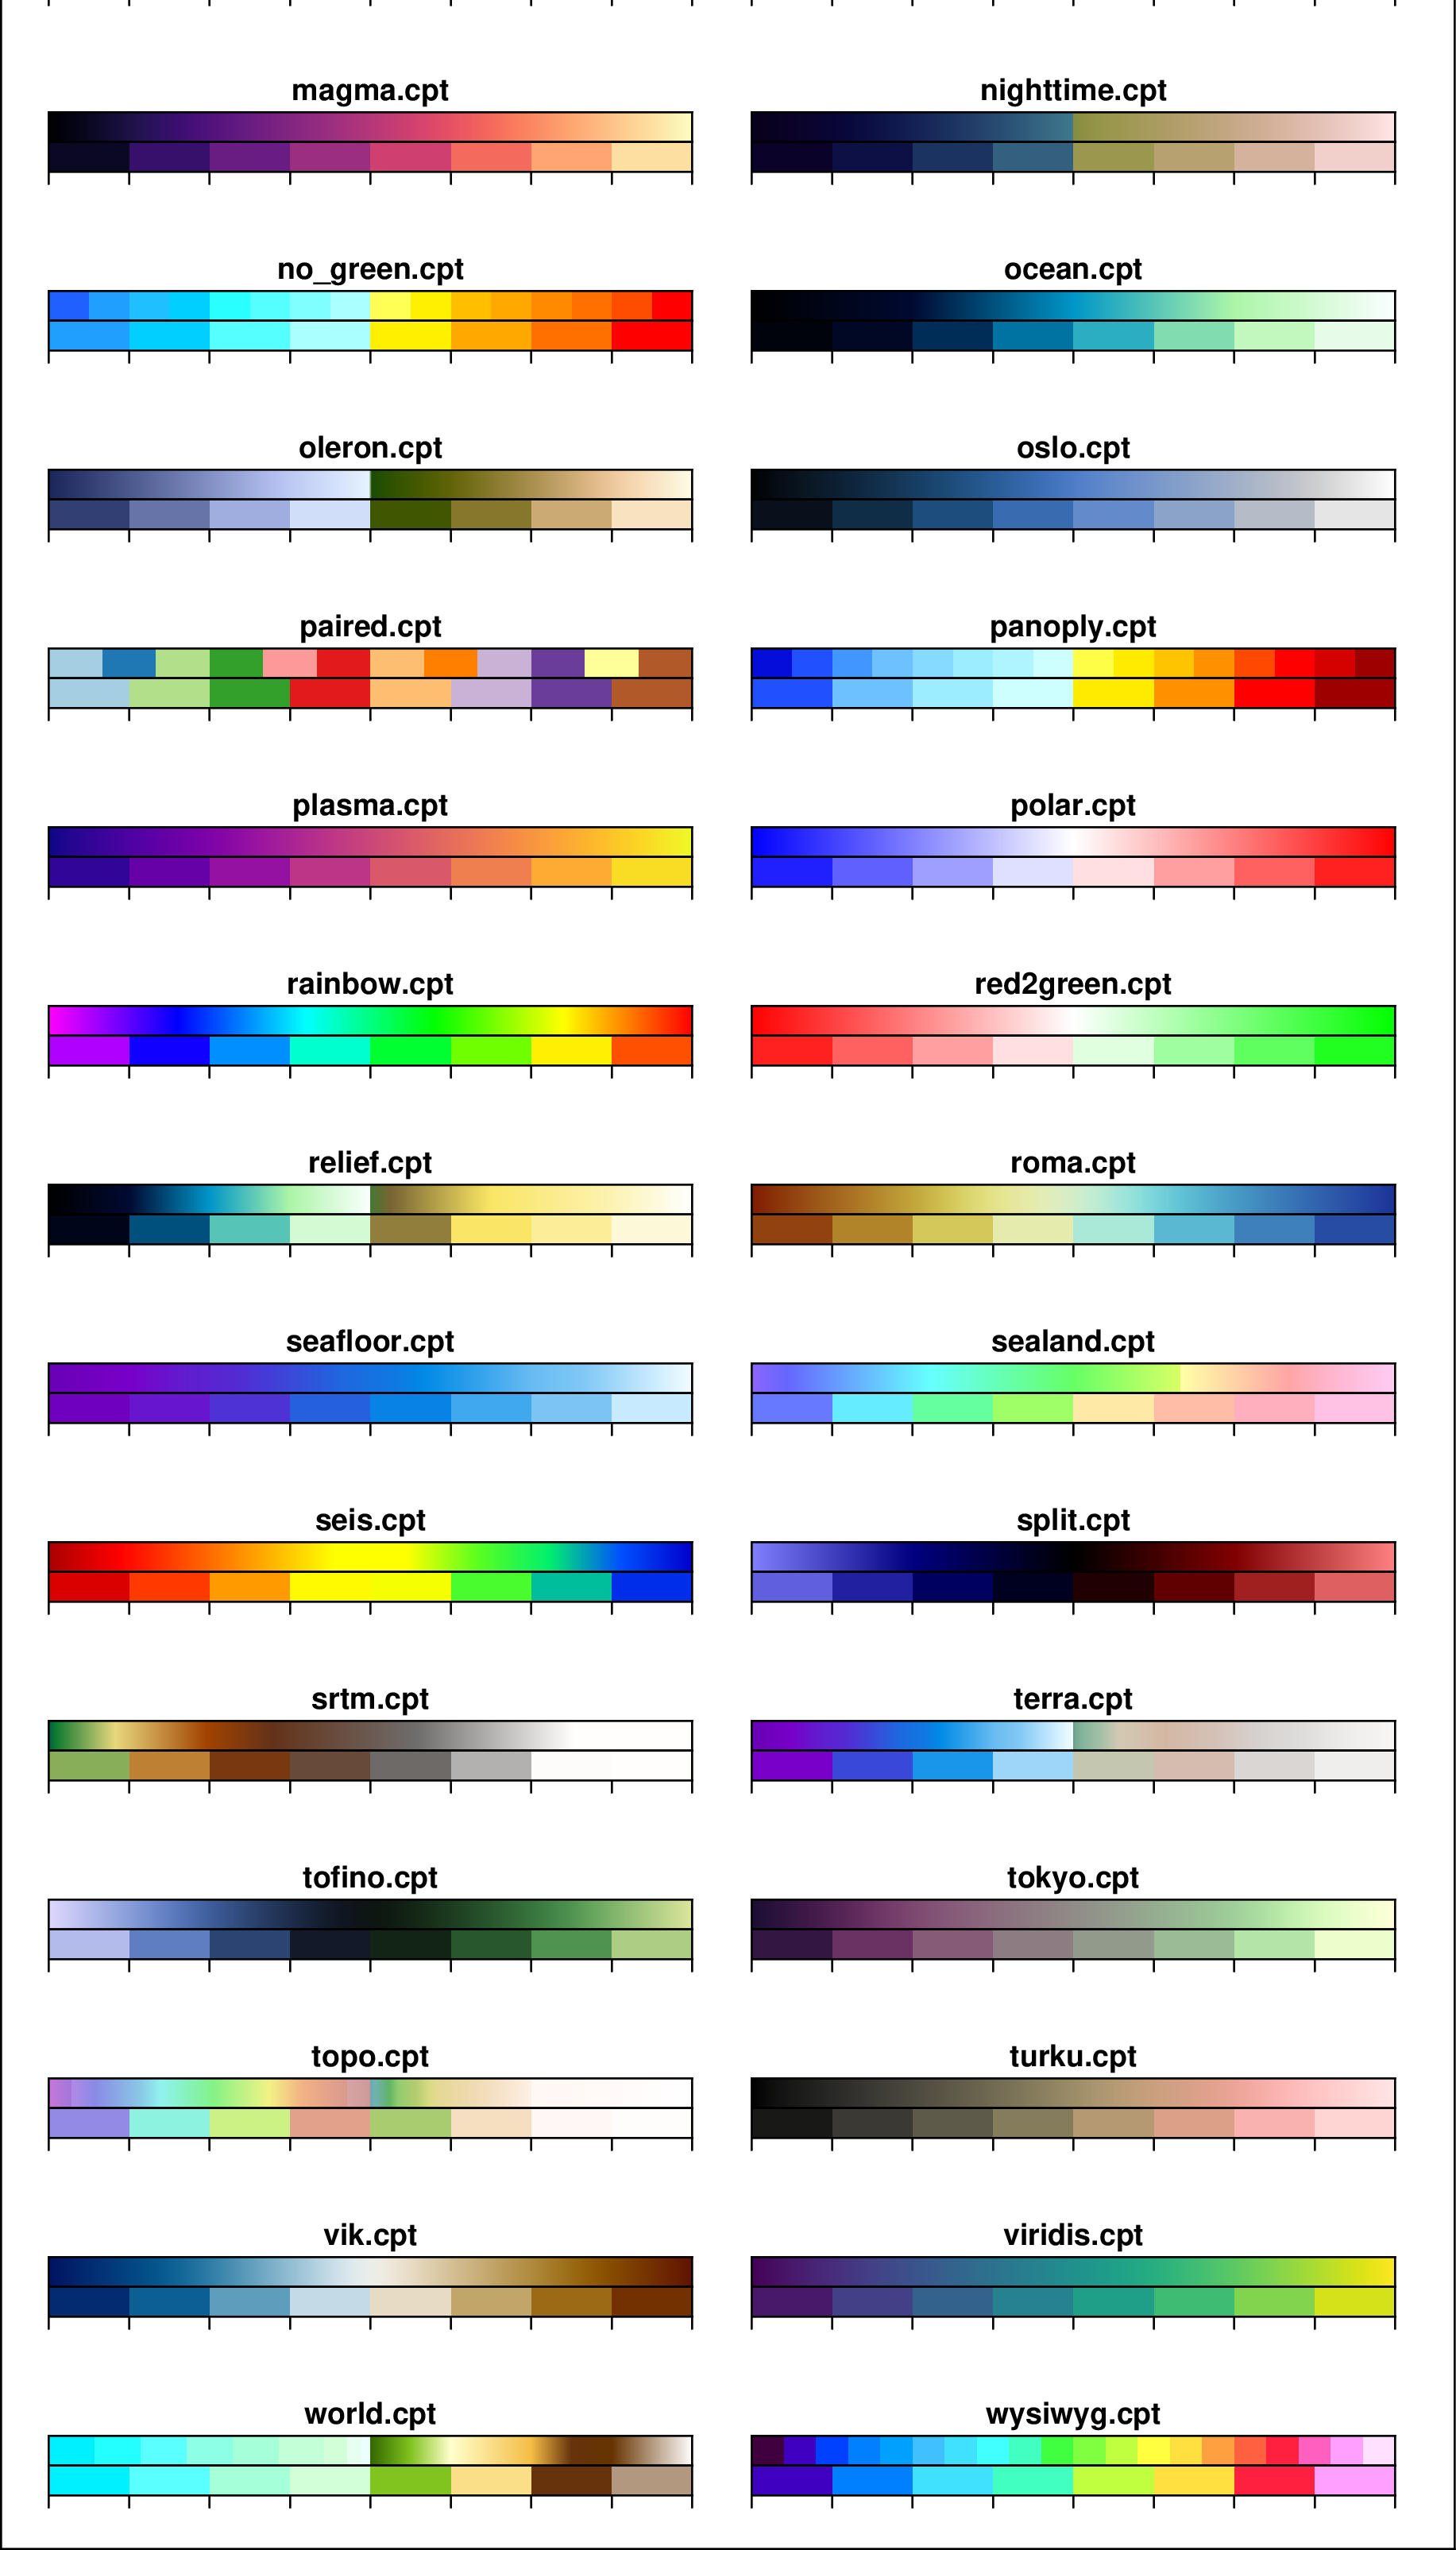 magma.cpt
nighttime.cpt
no_green.cpt
ocean.cpt
oleron.cpt
oslo.cpt
paired.cpt
panoply.cpt
plasma.cpt
polar.cpt
rainbow.cpt
red2green.cpt
relief.cpt
roma.cpt
seafloor.cpt
sealand.cpt
seis.cpt
split.cpt
srtm.cpt
terra.cpt
tofino.cpt
tokyo.cpt
topo.cpt
turku.cpt
vik.cpt
viridis.cpt
world.cpt
wysiwyg.cpt